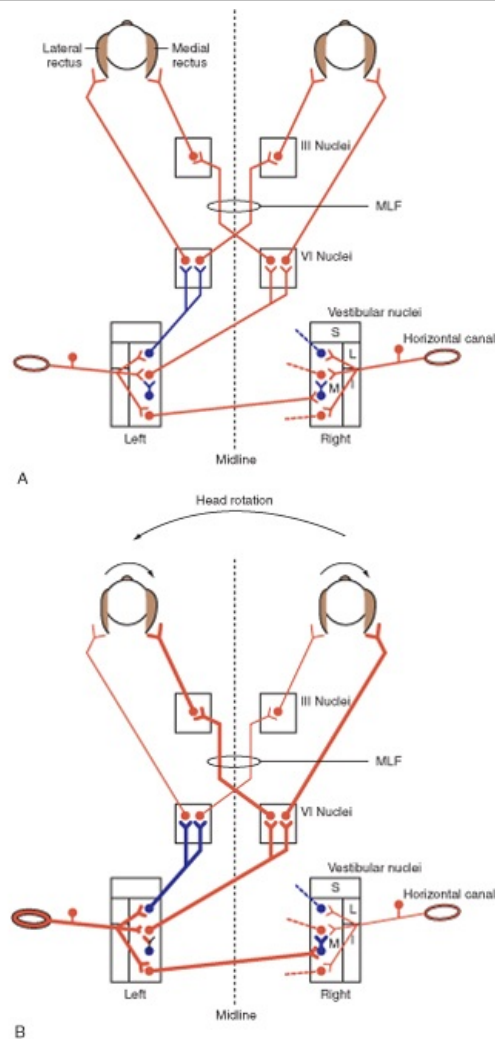 Lateral rectus
Medial rectus
III Nuclei
MLF
VI Nuclei
Vestibular nuclei
S
Horizontal canal
L
M
I
Left
Right
Midline
A
Head rotation
III Nuclei
MLF
VI Nuclei
Vestibular nuclei
S
Horizontal canal
L
M
I
Left
Right
Midline
B